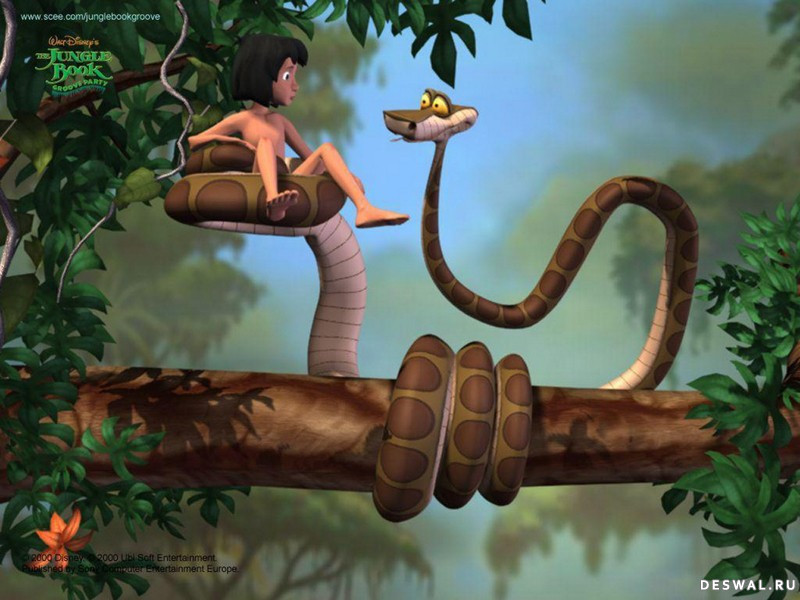 www.scee.com/junglebookgroove
Walt Disney's
THE JUNGLE
BOOK
GROOVE PARTY
© 2000 Disney. © 2000 Ubi Soft Entertainment.
Published by Sony Computer Entertainment Europe.
DESWAL.RU